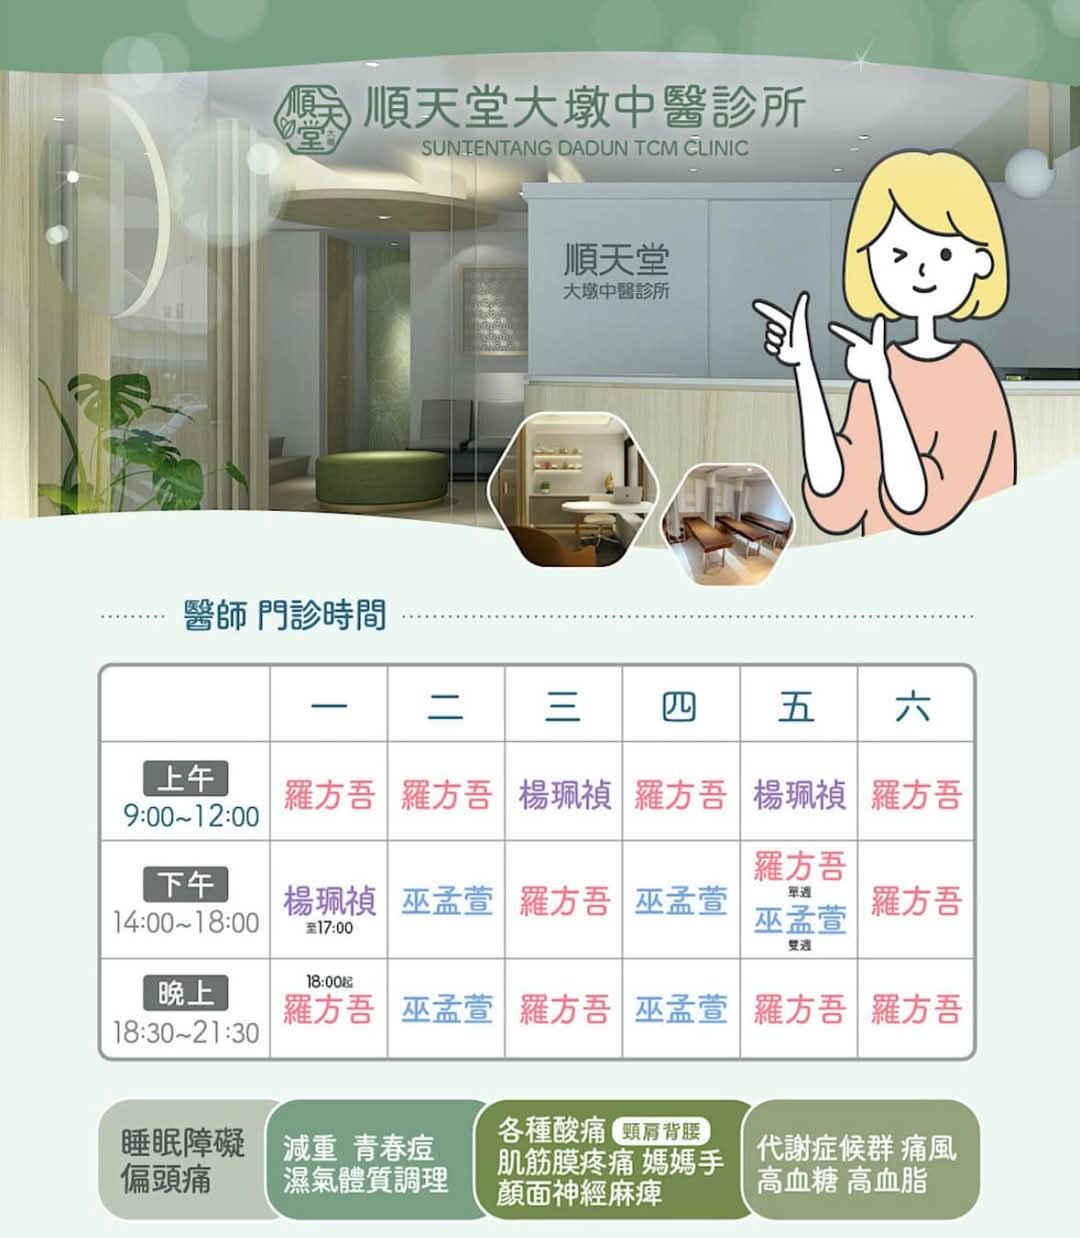 順天堂
大墩
順天堂大墩中醫診所
SUNTENTANG DADUN TCM CLINIC
順天堂
大墩中醫診所
醫師 門診時間
一 二 三 四 五 六
上午
9:00~12:00
羅方吾 羅方吾 楊珮禎 羅方吾 楊珮禎 羅方吾
下午
14:00~18:00
楊珮禎
至17:00
巫孟萱 羅方吾 巫孟萱
羅方吾
單週
巫孟萱
雙週
羅方吾
晚上
18:30~21:30
18:00起
羅方吾 巫孟萱 羅方吾 巫孟萱 羅方吾 羅方吾
睡眠障礙
偏頭痛
減重 青春痘
濕氣體質調理
各種酸痛 頸肩背腰
肌筋膜疼痛 媽媽手
顏面神經麻痺
代謝症候群 痛風
高血糖 高血脂